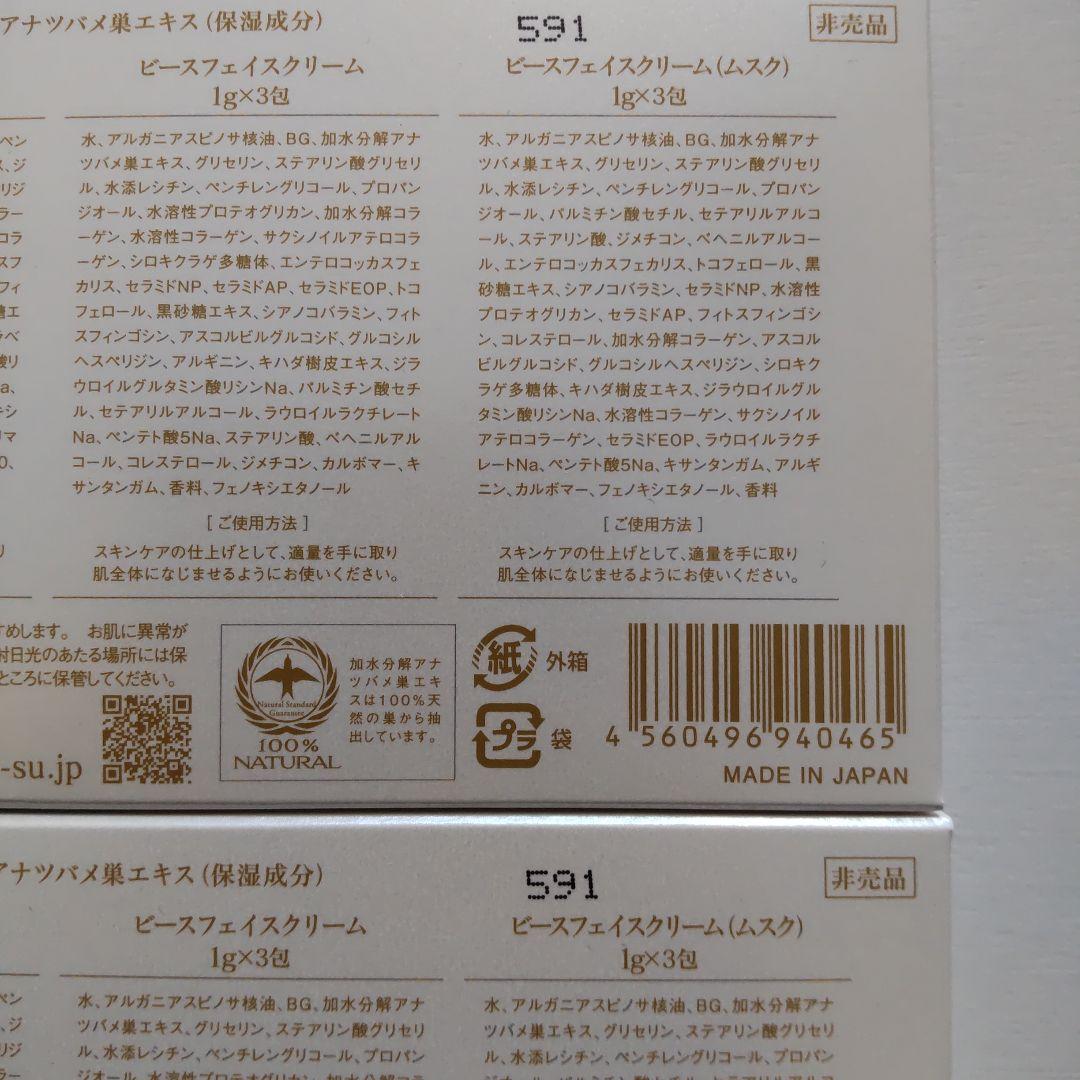 アナツバメ巣エキス(保湿成分)
591
非売品
ビースフェイスクリーム
1g×3包
水、アルガニアスピノサ核油、BG、加水分解アナ
ツバメ巣エキス、グリセリン、ステアリン酸グリセリ
ル、水添レシチン、ペンチレングリコール、プロパン
ジオール、水溶性プロテオグリカン、加水分解コラ
ーゲン、水溶性コラーゲン、サクシノイルアテロコラ
ーゲン、シロキクラゲ多糖体、エンテロコッカスフェ
カリス、セラミドNP、セラミドAP、セラミドEOP、トコ
フェロール、黒砂糖エキス、シアノコバラミン、フィト
スフィンゴシン、アスコルビルグルコシド、グルコシル
ヘスペリジン、アルギニン、キハダ樹皮エキス、ジラ
ウロイルグルタミン酸リシンNa、パルミチン酸セチ
ル、セテアリルアルコール、ラウロイルラクチレート
Na、ペンテト酸5Na、ステアリン酸、ベヘニルアル
コール、コレステロール、ジメチコン、カルボマー、キ
サンタンガム、香料、フェノキシエタノール
[ご使用方法]
スキンケアの仕上げとして、適量を手に取り
肌全体になじませるようにお使いください。
ビースフェイスクリーム(ムスク)
1g×3包
水、アルガニアスピノサ核油、BG、加水分解アナ
ツバメ巣エキス、グリセリン、ステアリン酸グリセリ
ル、水添レシチン、ペンチレングリコール、プロパン
ジオール、パルミチン酸セチル、セテアリルアルコ
ール、ステアリン酸、ジメチコン、ベヘニルアルコー
ル、エンテロコッカスフェカリス、トコフェロール、黒
砂糖エキス、シアノコバラミン、セラミドNP、水溶性
プロテオグリカン、セラミドAP、フィトスフィンゴシ
ン、コレステロール、加水分解コラーゲン、アスコル
ビルグルコシド、グルコシルヘスペリジン、シロキク
ラゲ多糖体、キハダ樹皮エキス、ジラウロイルグル
タミン酸リシンNa、水溶性コラーゲン、サクシノイル
アテロコラーゲン、セラミドEOP、ラウロイルラクチ
レートNa、ペンテト酸5Na、キサンタンガム、アルギ
ニン、カルボマー、フェノキシエタノール、香料
[ご使用方法]
スキンケアの仕上げとして、適量を手に取り
肌全体になじませるようにお使いください。
すめします。 お肌に異常が
射日光のあたる場所には保
ところに保管してください。
-su.jp
Natural Standard
Guarantee
100%
NATURAL
加水分解アナ
ツバメ巣エキ
スは100%天
然の巣から抽
出しています。
紙 外箱
プラ 袋
4 560496 940465
MADE IN JAPAN
アナツバメ巣エキス(保湿成分)
591
非売品
ビースフェイスクリーム
1g×3包
水、アルガニアスピノサ核油、BG、加水分解アナ
ツバメ巣エキス、グリセリン、ステアリン酸グリセリ
ル、水添レシチン、ペンチレングリコール、プロパン
ビースフェイスクリーム(ムスク)
1g×3包
水、アルガニアスピノサ核油、BG、加水分解アナ
ツバメ巣エキス、グリセリン、ステアリン酸グリセリ
ル、水添レシチン、ペンチレングリコール、プロパン